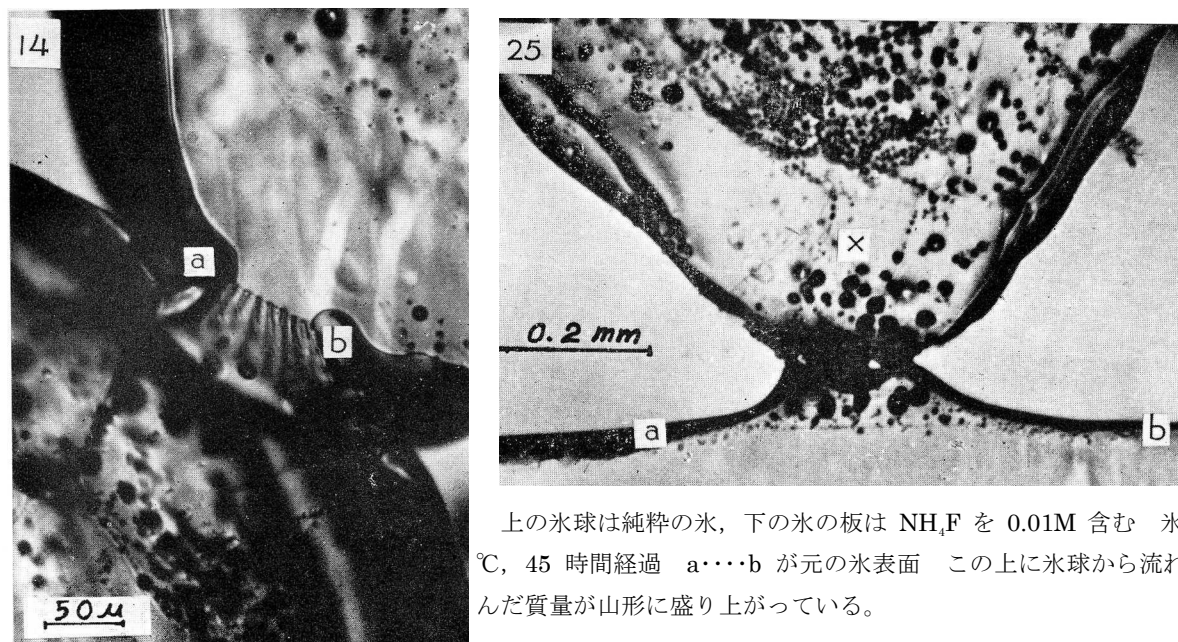 14
a
b
50μ
25
×
0.2 mm
a
b
上の氷球は純粋の氷, 下の氷の板は NH₄F を 0.01M 含む 氷
℃, 45 時間経過 a････b が元の氷表面 この上に氷球から流れ
んだ質量が山形に盛り上がっている。